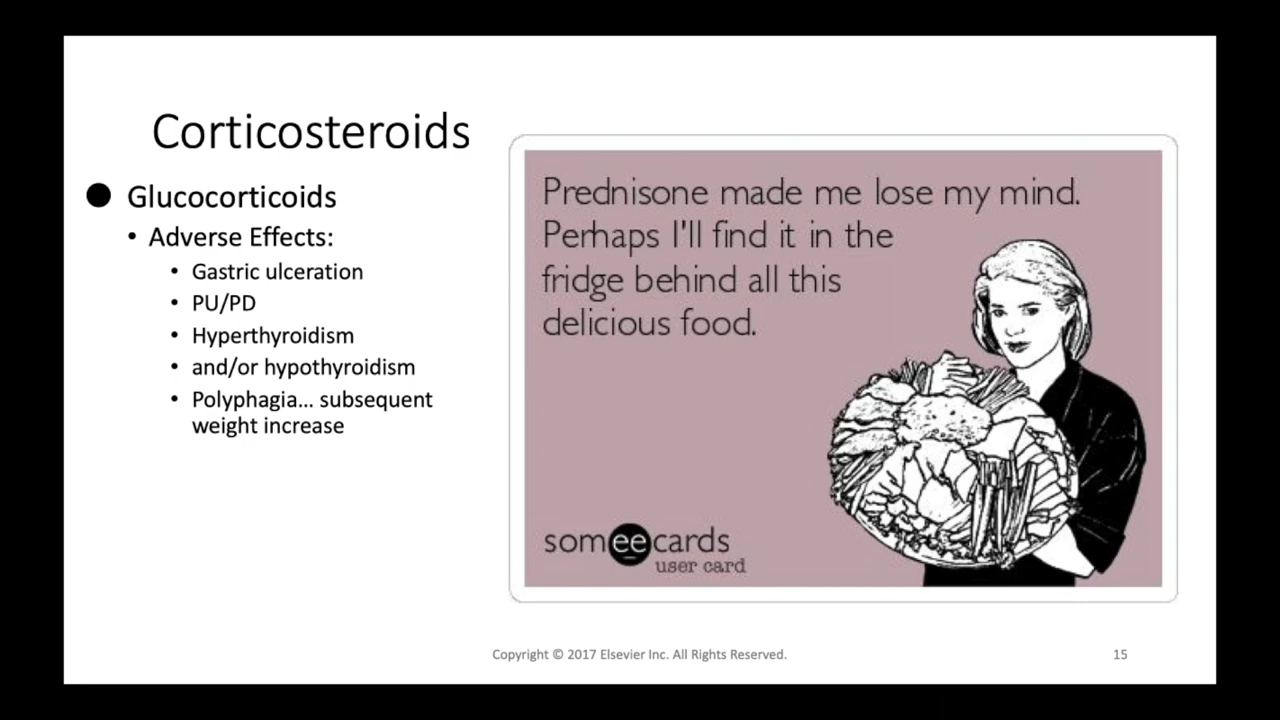 Corticosteroids
● Glucocorticoids
• Adverse Effects:
• Gastric ulceration
• PU/PD
• Hyperthyroidism
• and/or hypothyroidism
• Polyphagia... subsequent
weight increase
Prednisone made me lose my mind.
Perhaps I'll find it in the
fridge behind all this
delicious food.
someecards
user card
Copyright © 2017 Elsevier Inc. All Rights Reserved.
15